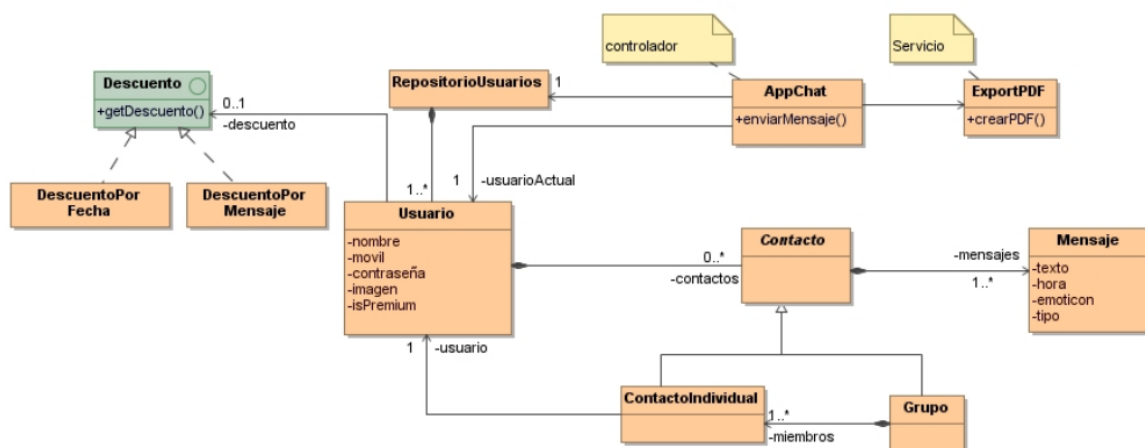 controlador
Servicio
Descuento
+getDescuento()
0..1
-descuento
RepositorioUsuarios
1
AppChat
+enviarMensaje()
ExportPDF
+crearPDF()
DescuentoPor
Fecha
DescuentoPor
Mensaje
1..*
1
-usuarioActual
Usuario
-nombre
-movil
-contraseña
-imagen
-isPremium
0..*
-contactos
Contacto
-mensajes
1..*
Mensaje
-texto
-hora
-emoticon
-tipo
1
-usuario
ContactoIndividual
1..*
-miembros
Grupo